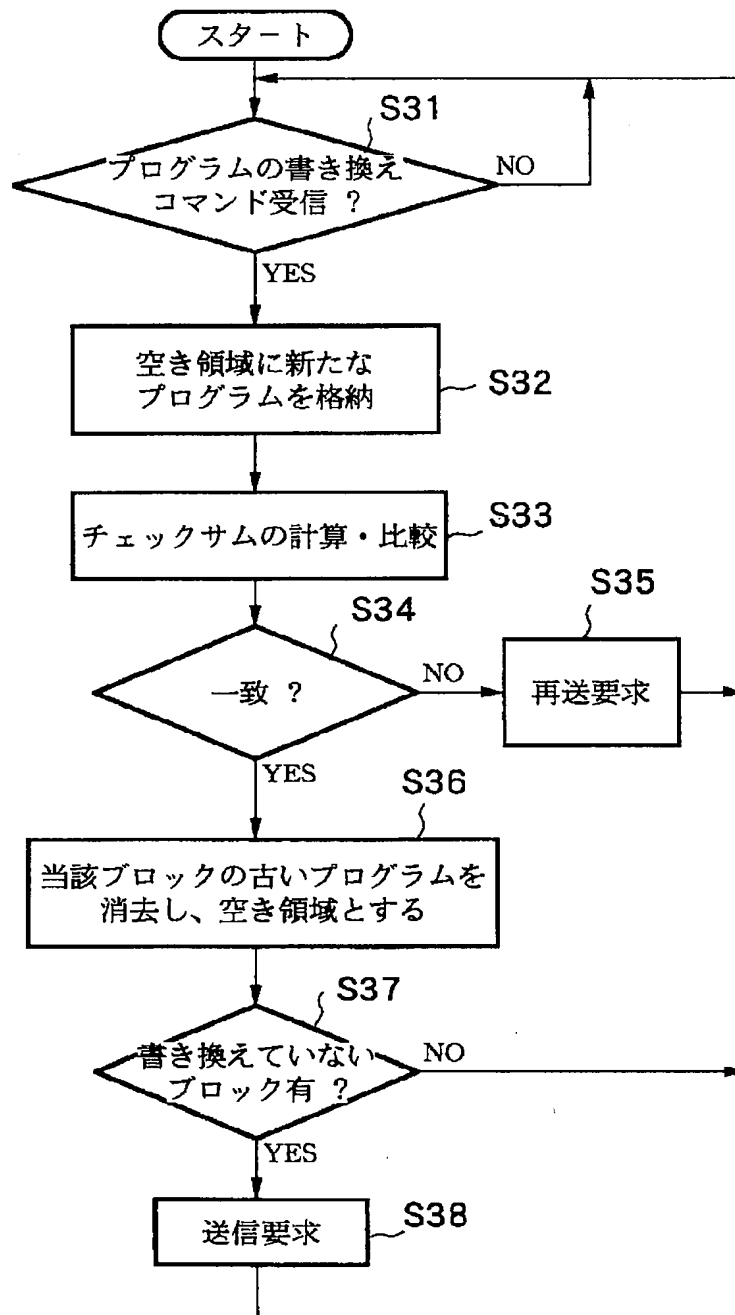 スタート
S31
プログラムの書き換え
コマンド受信 ?
NO
YES
空き領域に新たな
プログラムを格納
S32
チェックサムの計算・比較
S33
S34
一致 ?
NO
S35
再送要求
YES
S36
当該ブロックの古いプログラムを
消去し、空き領域とする
S37
書き換えていない
ブロック有 ?
NO
YES
送信要求
S38